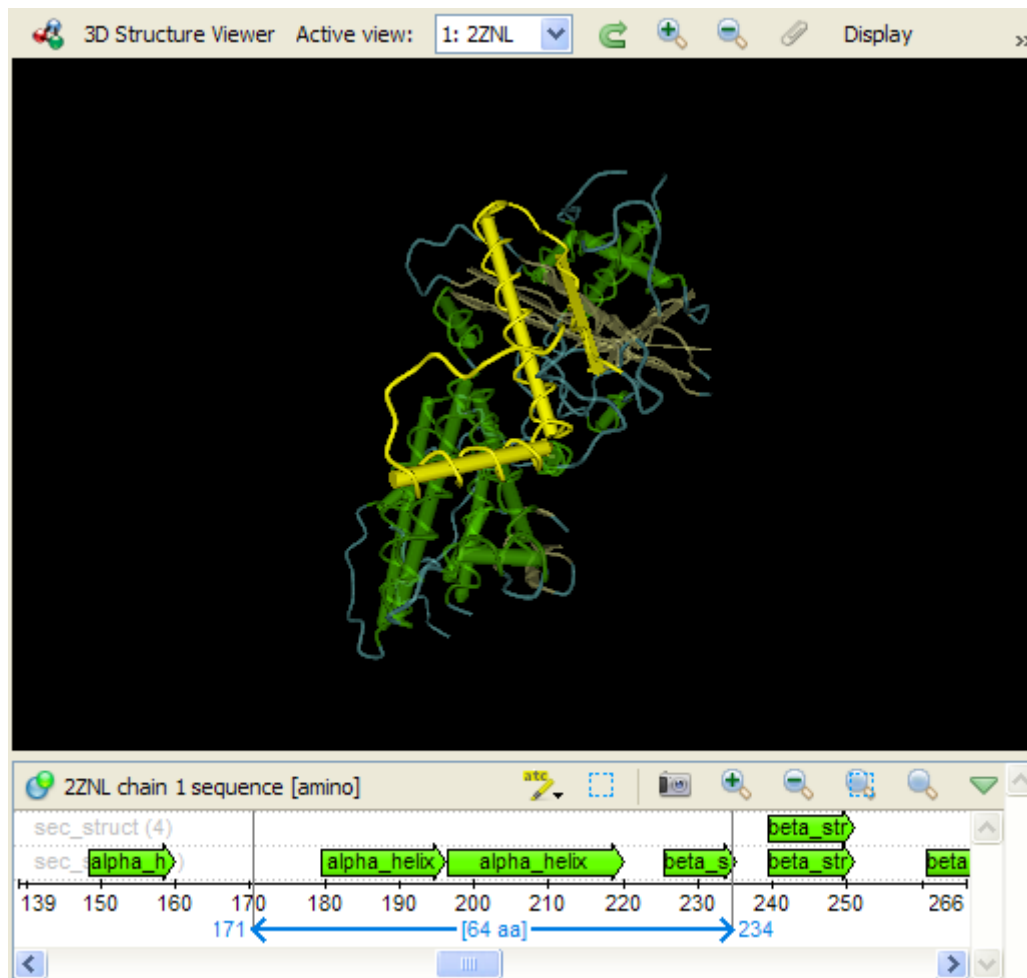 3D Structure Viewer Active view: 1: 2ZNL Display »
2ZNL chain 1 sequence [amino] atc
sec_struct (4)
beta_str
alpha_h alpha_helix alpha_helix beta_s beta_str beta
139 150 160 170 180 190 200 210 220 230 240 250 266
171 [64 aa] 234